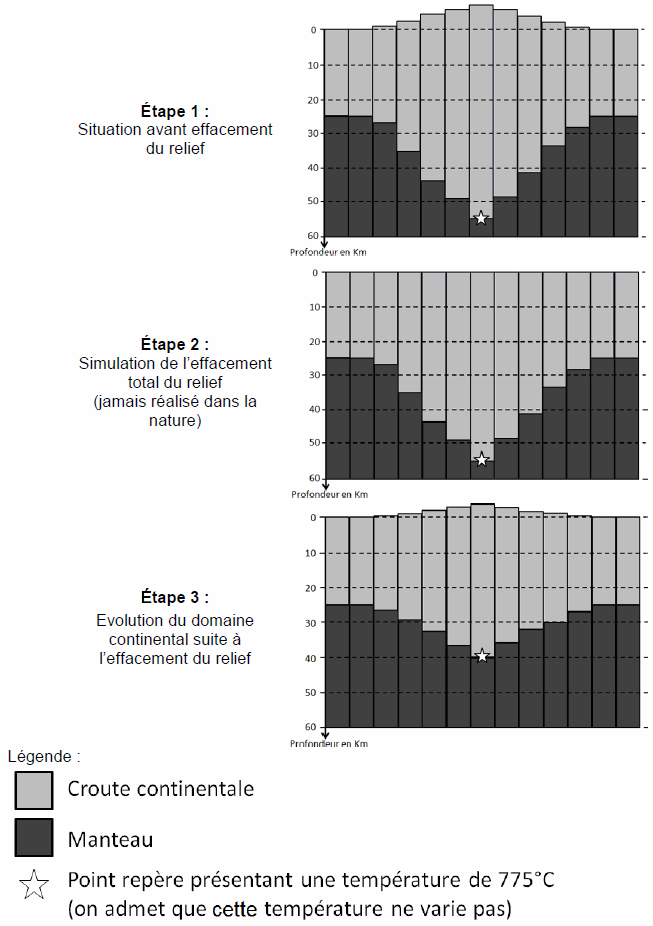 0
10
20
30
40
50
60
Profondeur en Km
Étape 1 :
Situation avant effacement
du relief
0
10
20
30
40
50
60
Profondeur en Km
Étape 2 :
Simulation de l’effacement
total du relief
(jamais réalisé dans la
nature)
0
10
20
30
40
50
60
Profondeur en Km
Étape 3 :
Evolution du domaine
continental suite à
l’effacement du relief
Légende :
Croute continentale
Manteau
Point repère présentant une température de 775°C
(on admet que cette température ne varie pas)